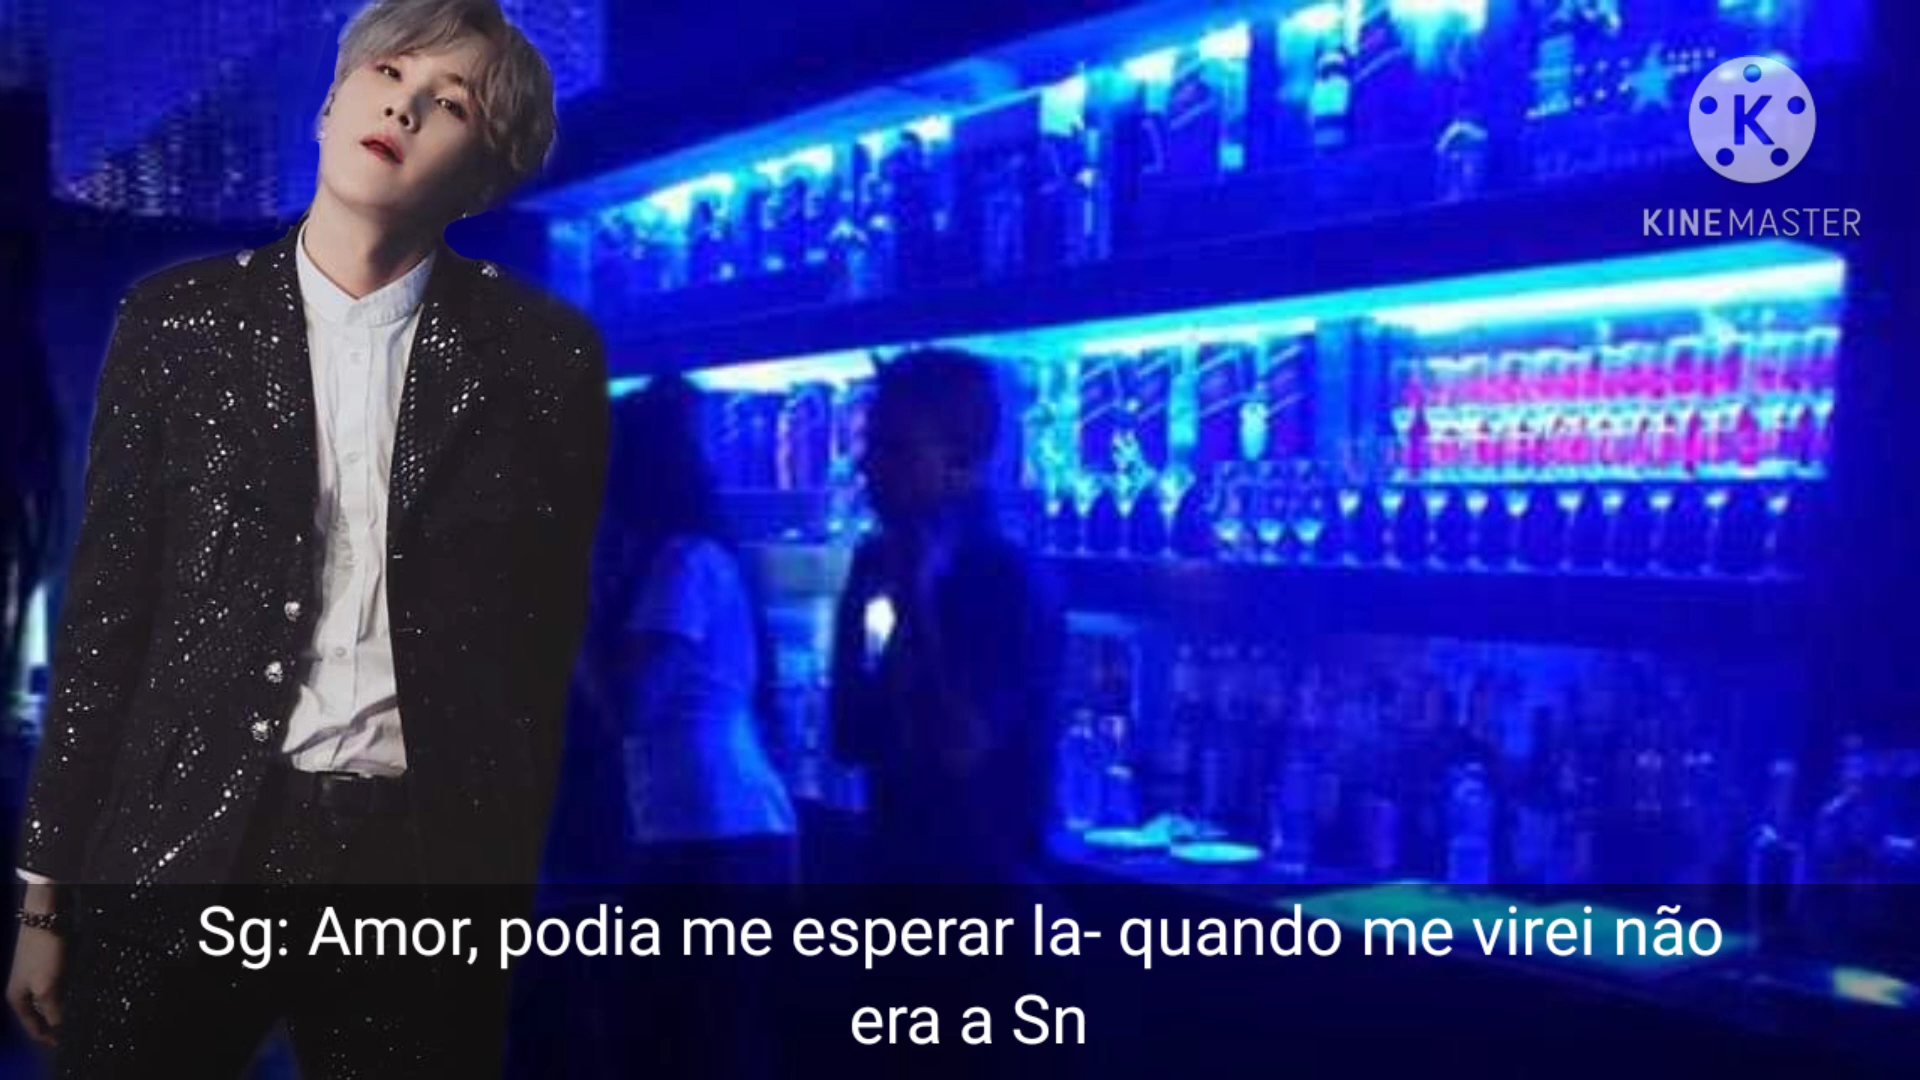 K
KINEMASTER
Sg: Amor, podia me esperar la- quando me virei não
era a Sn